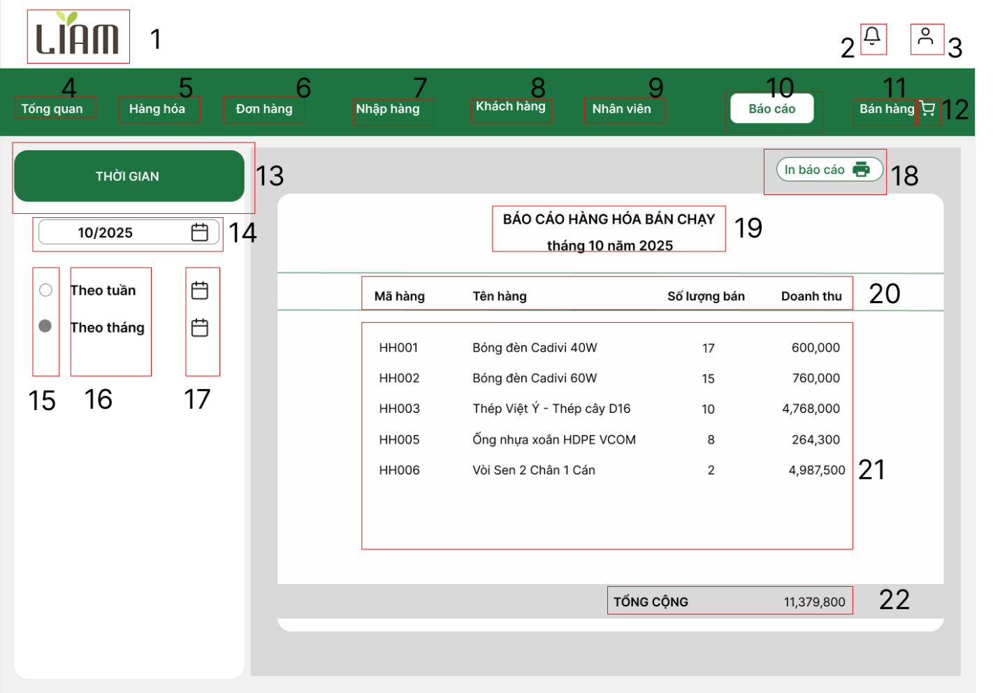 LIAM 1
2 3
4 5 6 7 8 9 10 11
Tổng quan Hàng hóa Đơn hàng Nhập hàng Khách hàng Nhân viên Báo cáo Bán hàng 12
THỜI GIAN 13
In báo cáo 18
10/2025 14
BÁO CÁO HÀNG HÓA BÁN CHẠY
tháng 10 năm 2025
19
Theo tuần
Theo tháng
15 16 17
Mã hàng Tên hàng Số lượng bán Doanh thu 20
HH001 Bóng đèn Cadivi 40W 17 600,000
HH002 Bóng đèn Cadivi 60W 15 760,000
HH003 Thép Việt Ý - Thép cây D16 10 4,768,000
HH005 Ống nhựa xoắn HDPE VCOM 8 264,300
HH006 Vòi Sen 2 Chân 1 Cán 2 4,987,500
21
TỔNG CỘNG 11,379,800 22